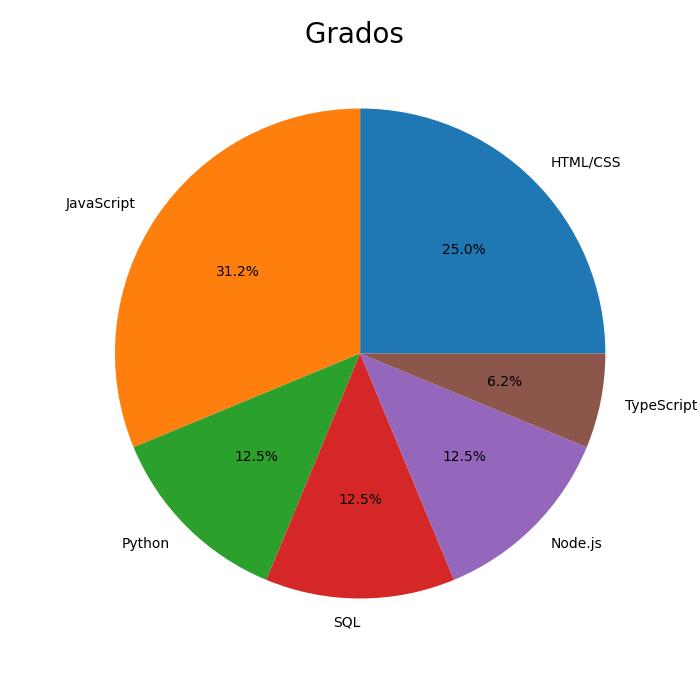 Grados
HTML/CSS
25.0%
JavaScript
31.2%
Python
12.5%
SQL
12.5%
Node.js
12.5%
TypeScript
6.2%